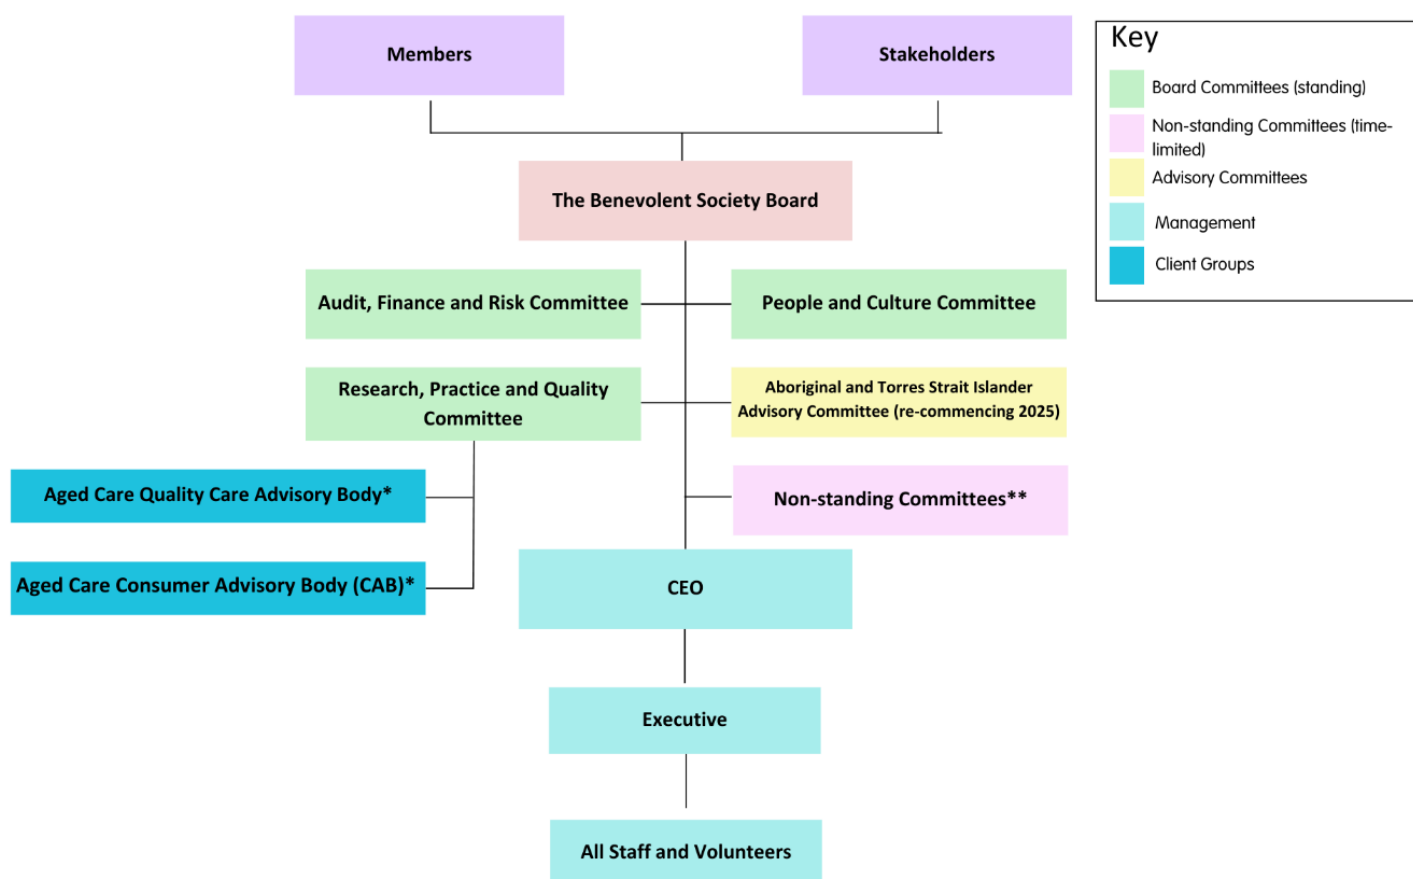 Members
Stakeholders
Key
Board Committees (standing)
Non-standing Committees (time-
limited)
Advisory Committees
Management
Client Groups
The Benevolent Society Board
Audit, Finance and Risk Committee
People and Culture Committee
Research, Practice and Quality
Committee
Aboriginal and Torres Strait Islander
Advisory Committee (re-commencing 2025)
Aged Care Quality Care Advisory Body*
Non-standing Committees**
Aged Care Consumer Advisory Body (CAB)*
CEO
Executive
All Staff and Volunteers